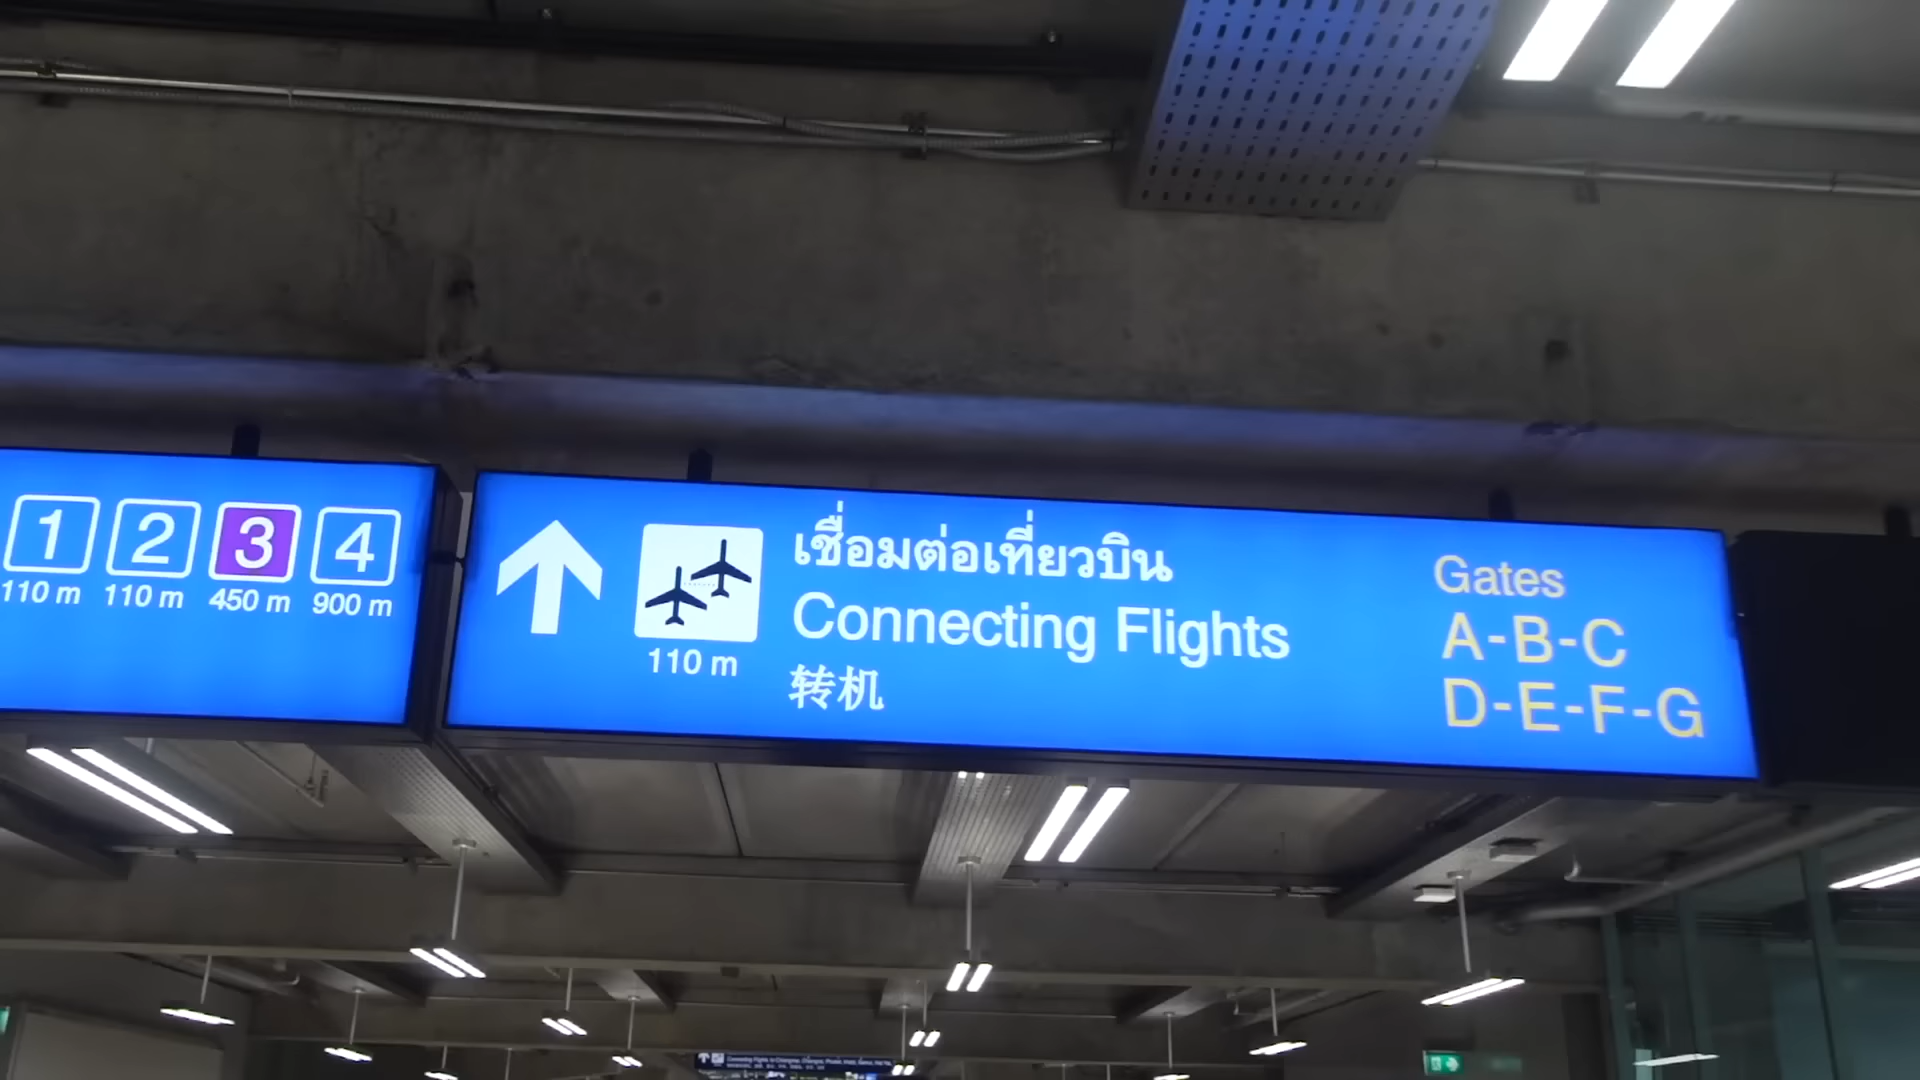 1 2 3 4
110 m 110 m 450 m 900 m
110 m
เชื่อมต่อเที่ยวบิน
Connecting Flights
转机
Gates
A-B-C
D-E-F-G